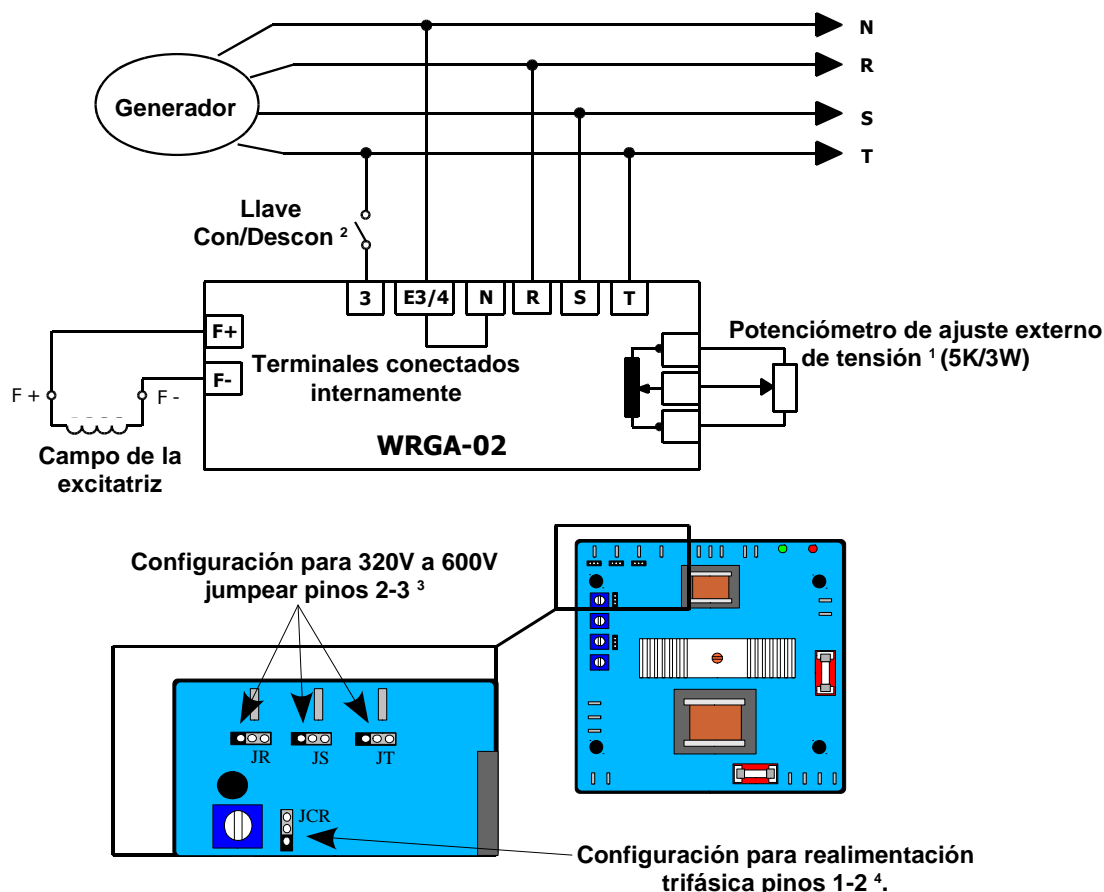 N
R
Generador
S
T
Llave
Con/Descon ²
3 E3/4 N R S T
F+
Potenciómetro de ajuste externo
de tensión ¹ (5K/3W)
Terminales conectados
internamente
F-
F + F -
WRGA-02
Campo de la
excitatriz
Configuración para 320V a 600V
jumpear pinos 2-3 ³
JR JS JT
JCR
Configuración para realimentación
trifásica pinos 1-2 ⁴.